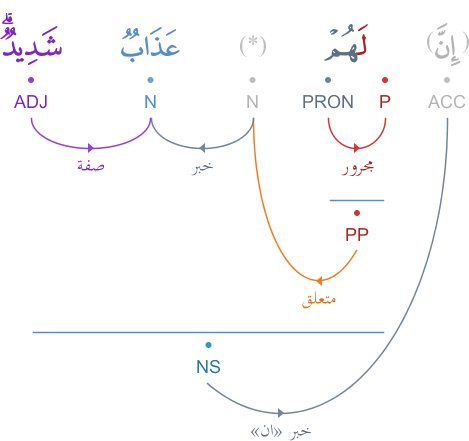 (إِنَّ) لَهُمۡ (*) عَذَابٌ شَدِيدٌۗ
ACC P PRON N N ADJ
مجرور خبر صفة
PP
متعلق
NS
خبر «ان»